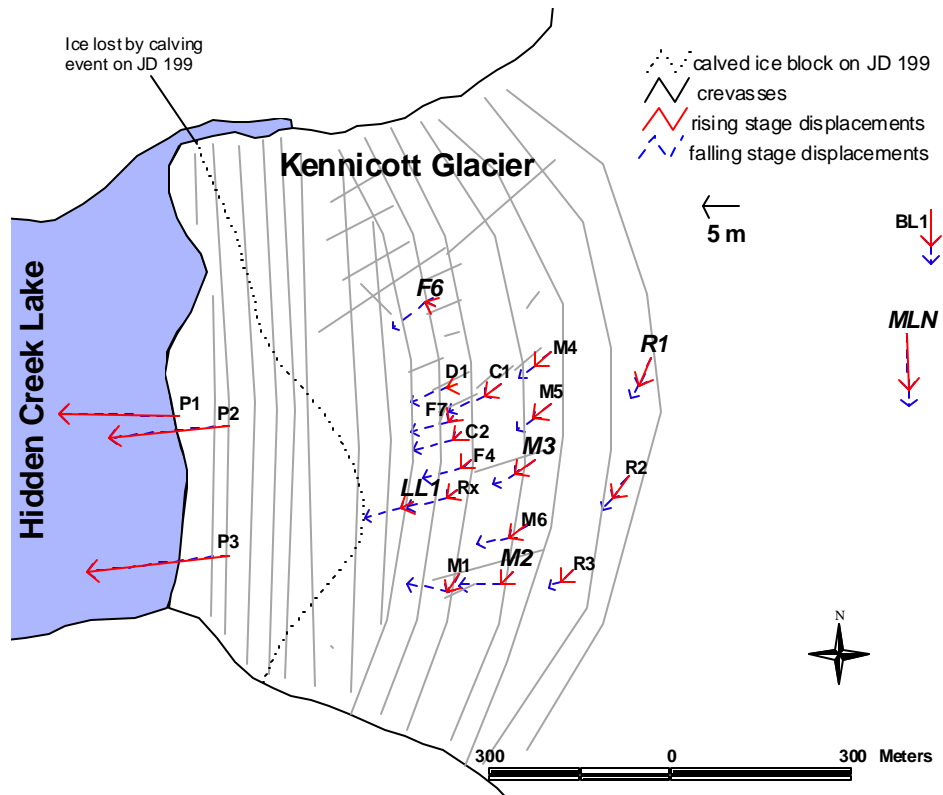 Ice lost by calving
event on JD 199
calved ice block on JD 199
crevasses
rising stage displacements
falling stage displacements
Kennicott Glacier
5 m
BL1
F6
MLN
R1
M4
D1
C1
P1
P2
F7
M5
C2
M3
F4
R2
Hidden Creek Lake
LL1
Rx
M6
P3
M1
M2
R3
N
300
0
300
Meters